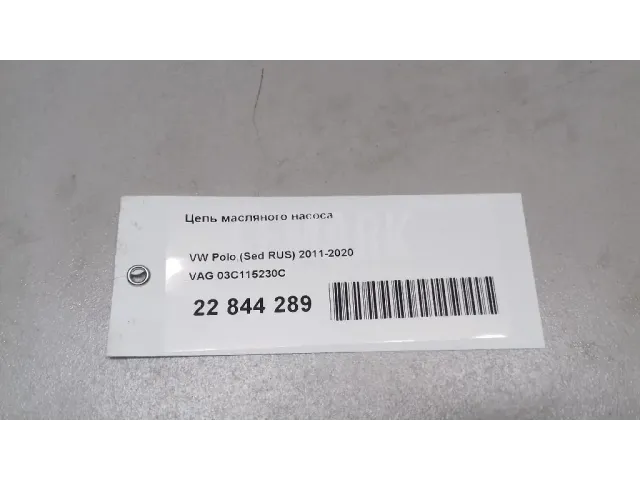 Цепь масляного насоса
VW Polo (Sed RUS) 2011-2020
VAG 03C115230C
22 844 289